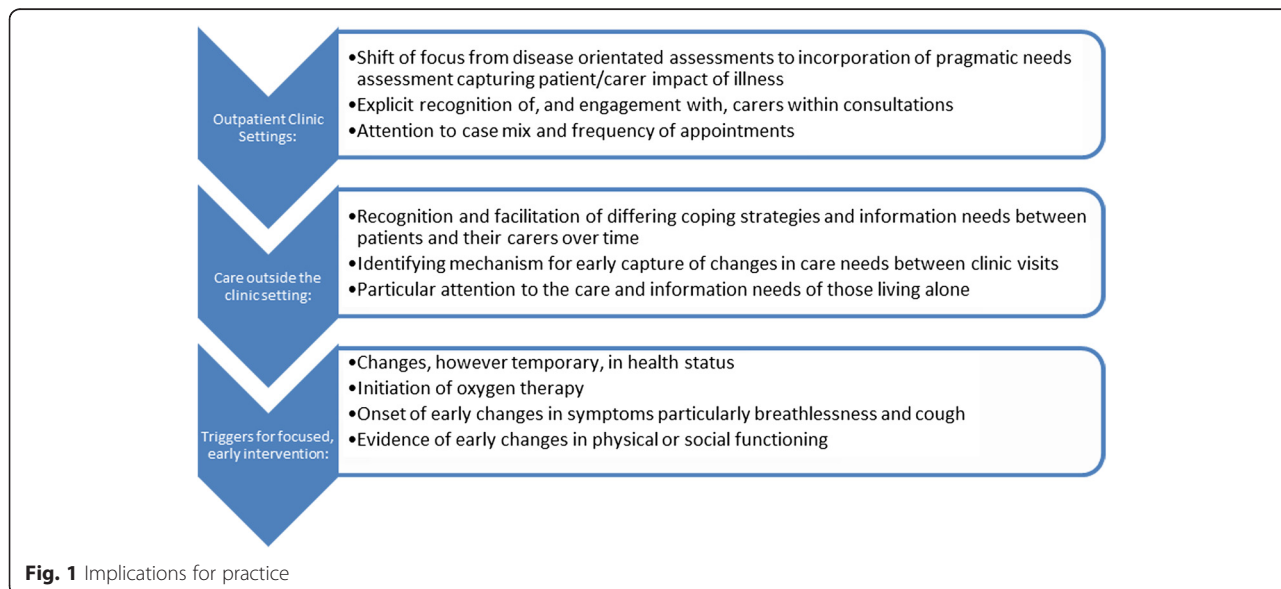 Outpatient Clinic
Settings:
•Shift of focus from disease orientated assessments to incorporation of pragmatic needs
assessment capturing patient/carer impact of illness
•Explicit recognition of, and engagement with, carers within consultations
•Attention to case mix and frequency of appointments
Care outside the
clinic setting:
•Recognition and facilitation of differing coping strategies and information needs between
patients and their carers over time
•Identifying mechanism for early capture of changes in care needs between clinic visits
•Particular attention to the care and information needs of those living alone
Triggers for focused,
early intervention:
•Changes, however temporary, in health status
•Initiation of oxygen therapy
•Onset of early changes in symptoms particularly breathlessness and cough
•Evidence of early changes in physical or social functioning
Fig. 1 Implications for practice